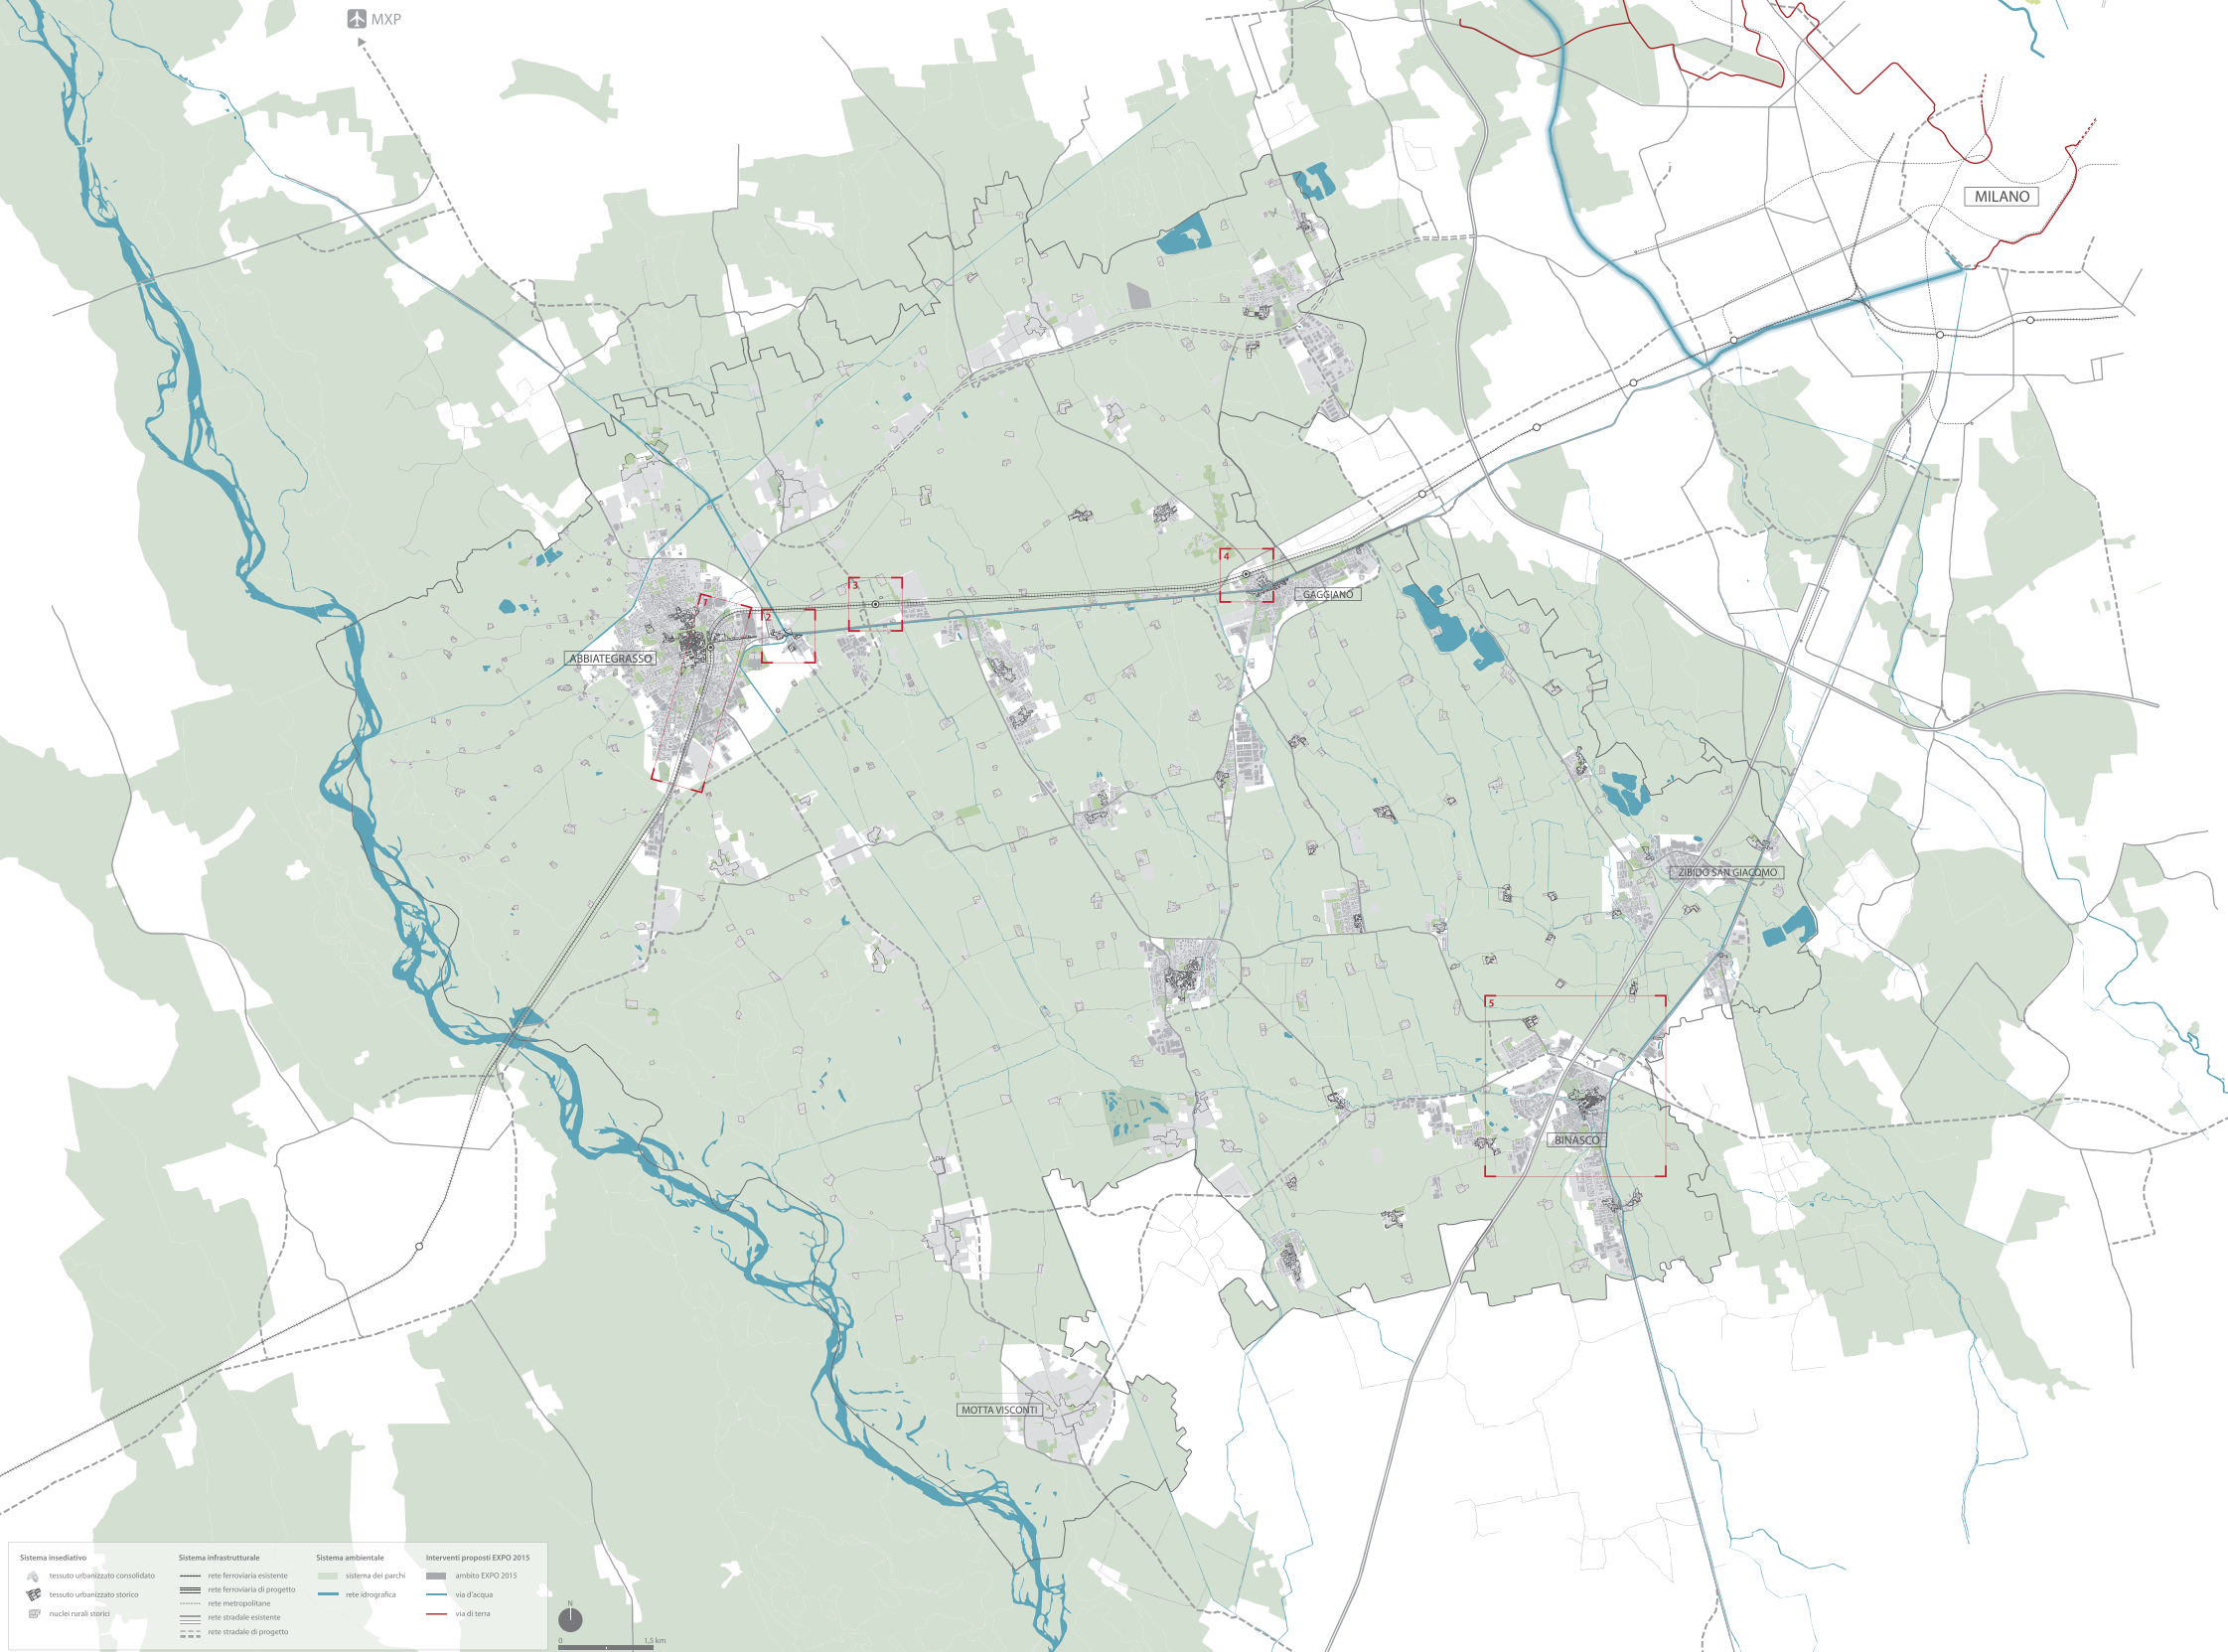 MXP
MILANO
4
GAGGIANO
3
1
2
ABBIATEGRASSO
ZIBIDO SAN GIACOMO
5
BINASCO
MOTTA VISCONTI
Sistema insediativo
tessuto urbanizzato consolidato
tessuto urbanizzato storico
nuclei rurali storici
Sistema infrastrutturale
rete ferroviaria esistente
rete ferroviaria di progetto
rete metropolitane
rete stradale esistente
rete stradale di progetto
Sistema ambientale
sistema dei parchi
rete idrografica
Interventi proposti EXPO 2015
ambito EXPO 2015
via d'acqua
via di terra
N
0 1,5 km